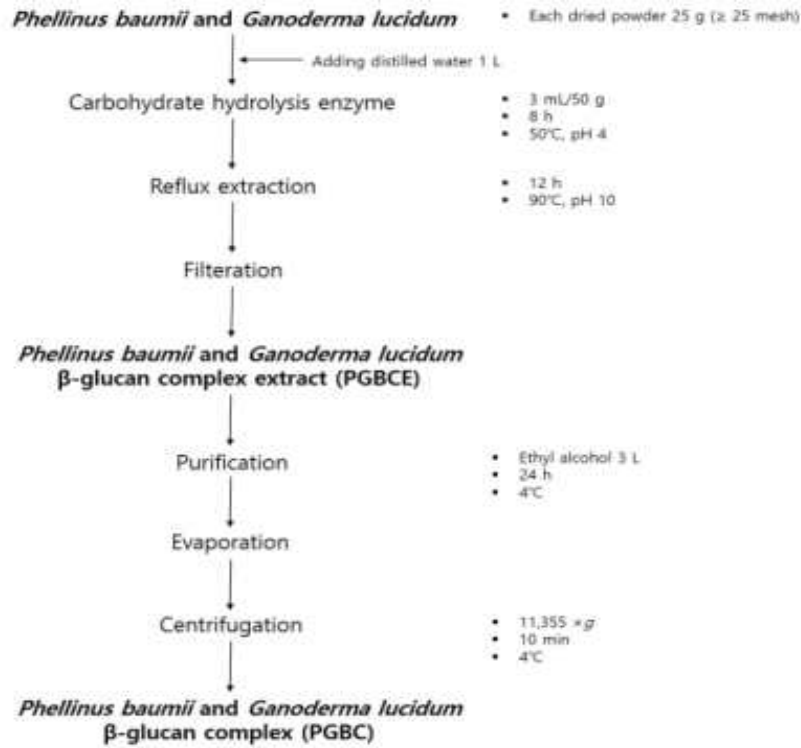 Phellinus baumii and Ganoderma lucidum
• Each dried powder 25 g (≥ 25 mesh)
Adding distilled water 1 L
Carbohydrate hydrolysis enzyme
• 3 mL/50 g
• 8 h
• 50℃, pH 4
Reflux extraction
• 12 h
• 90℃, pH 10
Filteration
Phellinus baumii and Ganoderma lucidum
β-glucan complex extract (PGBCE)
Purification
• Ethyl alcohol 3 L
• 24 h
• 4℃
Evaporation
Centrifugation
• 11,355 ×g
• 10 min
• 4℃
Phellinus baumii and Ganoderma lucidum
β-glucan complex (PGBC)